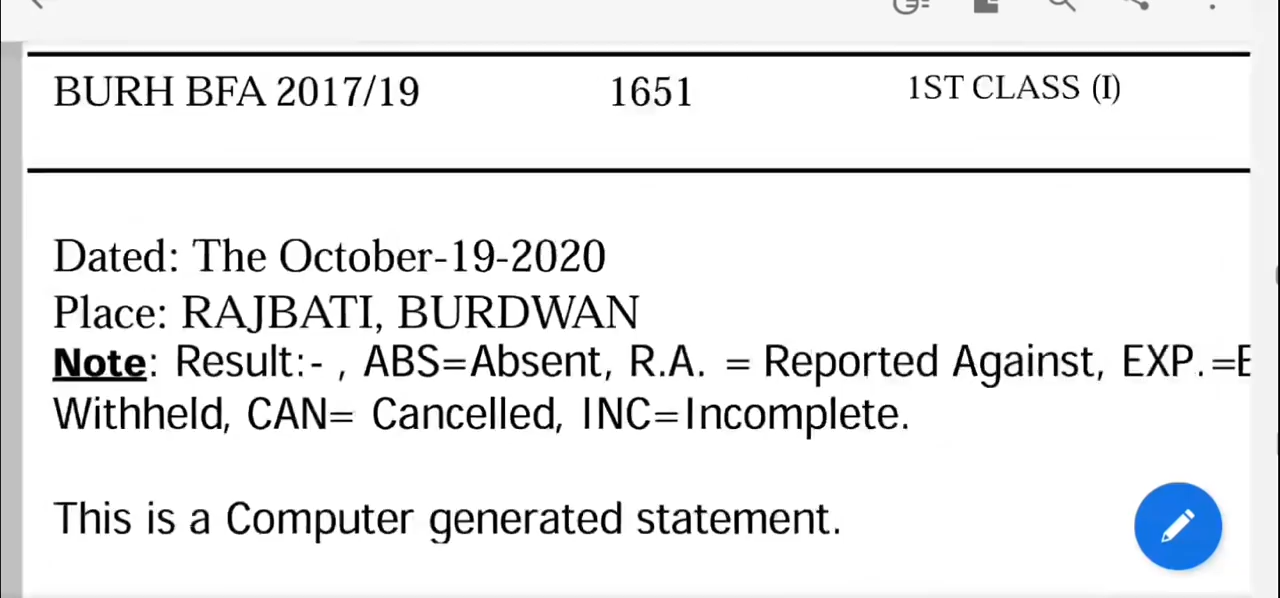 BURH BFA 2017/19 1651 1ST CLASS (I)
Dated: The October-19-2020
Place: RAJBATI, BURDWAN
Note: Result:- , ABS=Absent, R.A. = Reported Against, EXP.=E
Withheld, CAN= Cancelled, INC=Incomplete.
This is a Computer generated statement.